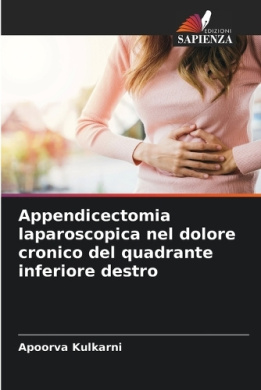 EDIZIONI
SAPIENZA
Appendicectomia
laparoscopica nel dolore
cronico del quadrante
inferiore destro
Apoorva Kulkarni